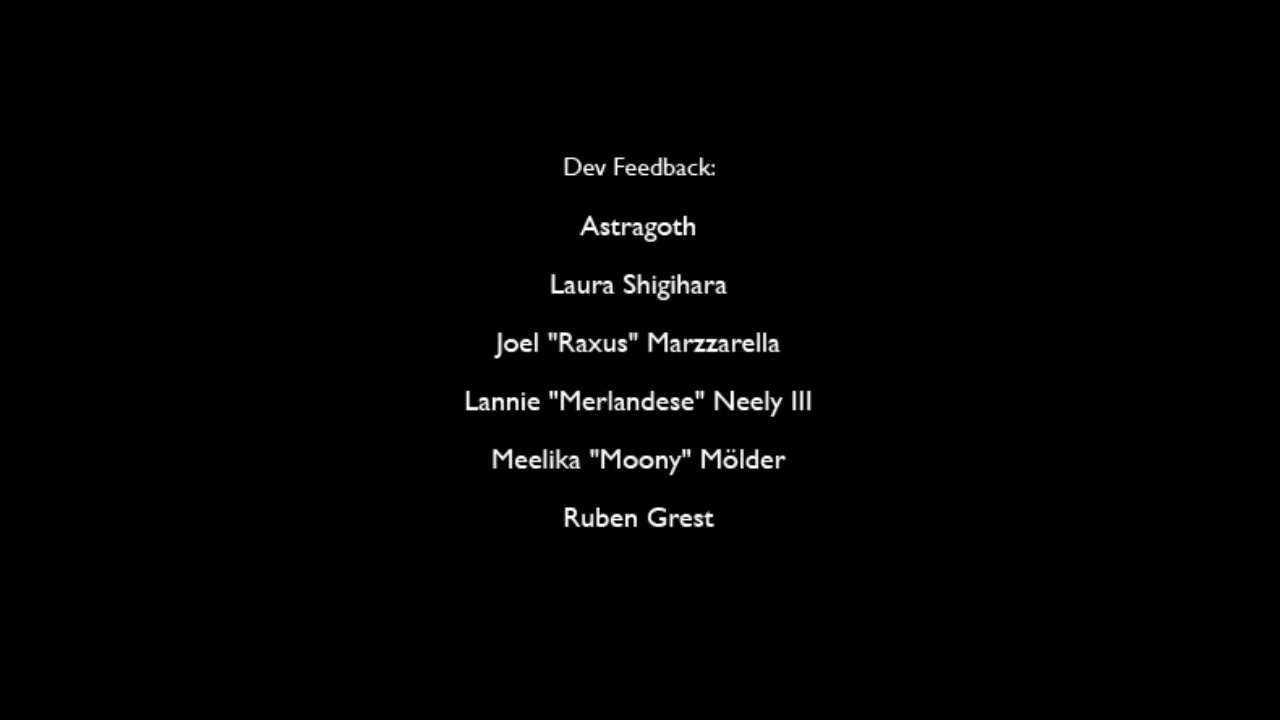 Dev Feedback:
Astragoth
Laura Shigihara
Joel "Raxus" Marzzarella
Lannie "Merlandese" Neely III
Meelika "Moony" Mölder
Ruben Grest